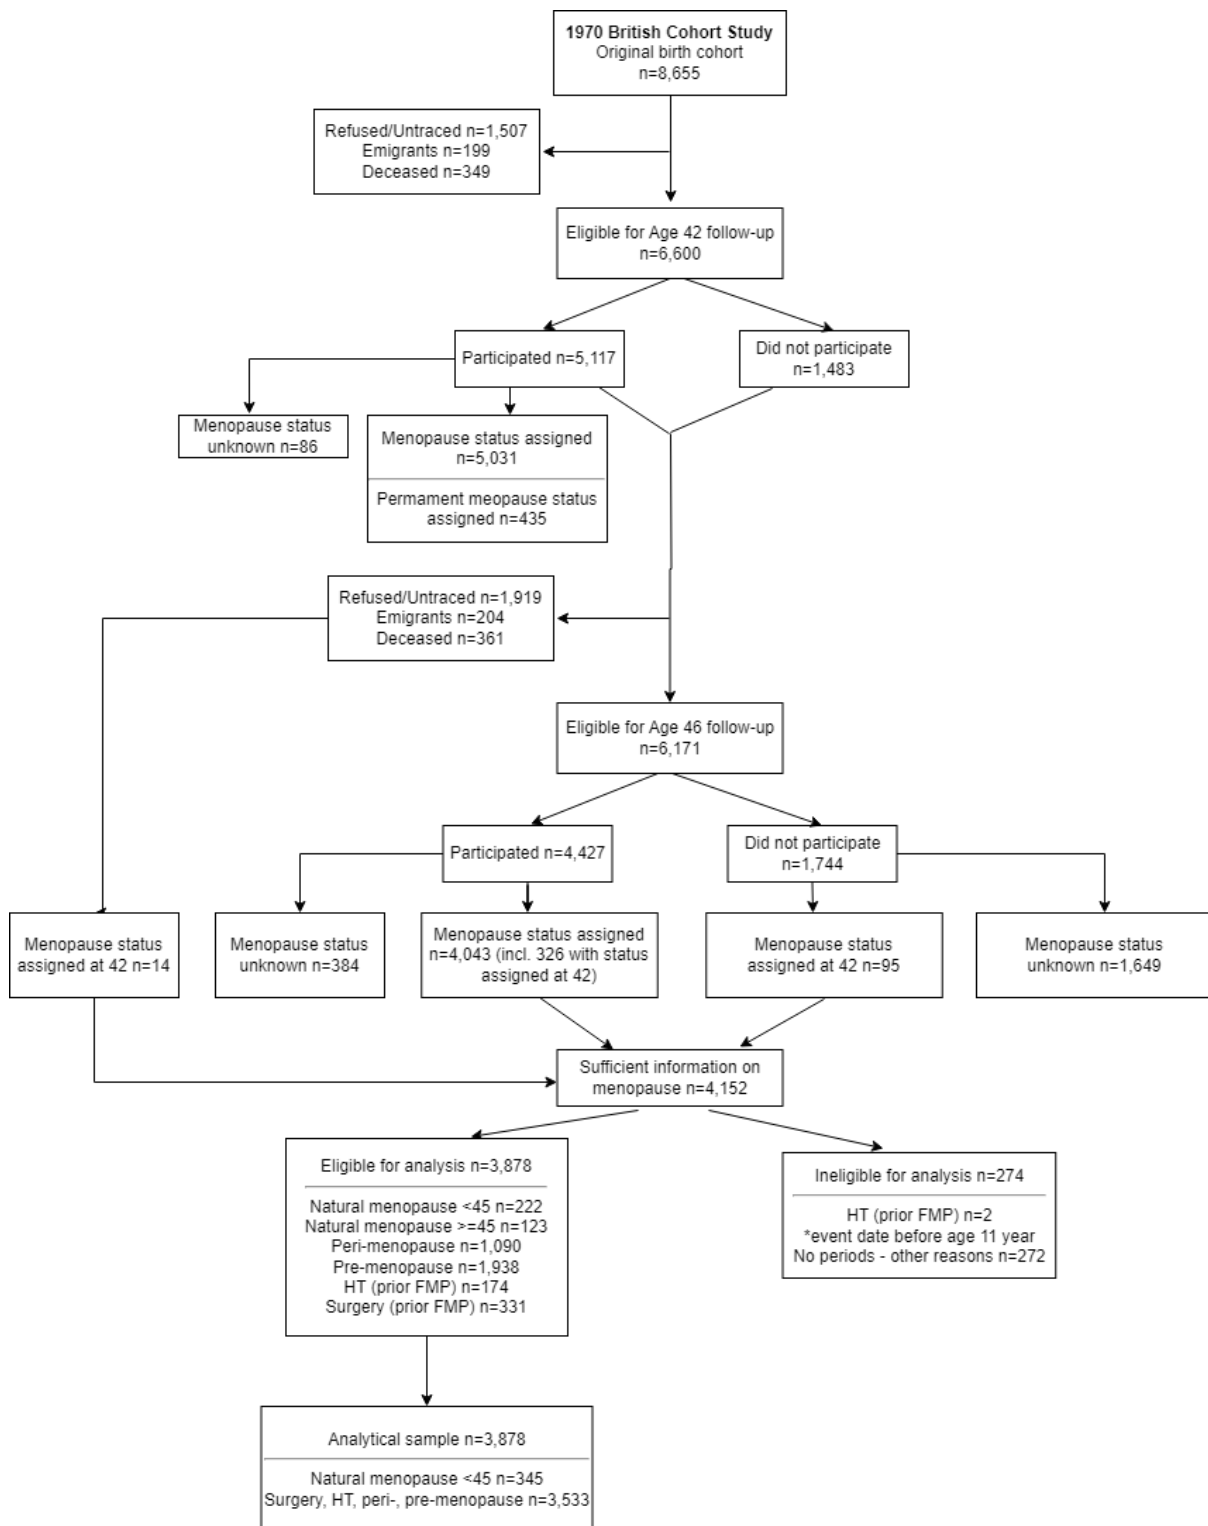 1970 British Cohort Study
Original birth cohort
n=8,655
Refused/Untraced n=1,507
Emigrants n=199
Deceased n=349
Eligible for Age 42 follow-up
n=6,600
Participated n=5,117
Did not participate
n=1,483
Menopause status
unknown n=86
Menopause status assigned
n=5,031
Permament meopause status
assigned n=435
Refused/Untraced n=1,919
Emigrants n=204
Deceased n=361
Eligible for Age 46 follow-up
n=6,171
Participated n=4,427
Did not participate
n=1,744
Menopause status
assigned at 42 n=14
Menopause status
unknown n=384
Menopause status assigned
n=4,043 (incl. 326 with status
assigned at 42)
Menopause status
assigned at 42 n=95
Menopause status
unknown n=1,649
Sufficient information on
menopause n=4,152
Eligible for analysis n=3,878
Natural menopause <45 n=222
Natural menopause >=45 n=123
Peri-menopause n=1,090
Pre-menopause n=1,938
HT (prior FMP) n=174
Surgery (prior FMP) n=331
Ineligible for analysis n=274
HT (prior FMP) n=2
*event date before age 11 year
No periods - other reasons n=272
Analytical sample n=3,878
Natural menopause <45 n=345
Surgery, HT, peri-, pre-menopause n=3,533